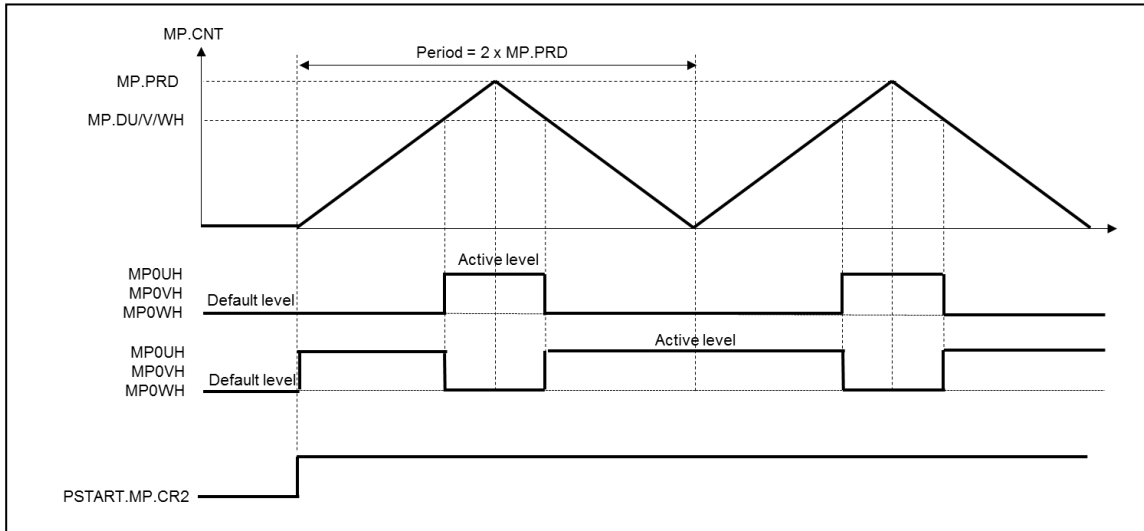 MP.CNT
Period = 2 x MP.PRD
MP.PRD
MP.DU/V/WH
MP0UH
MP0VH
MP0WH
Default level
Active level
MP0UH
MP0VH
MP0WH
Default level
Active level
PSTART.MP.CR2